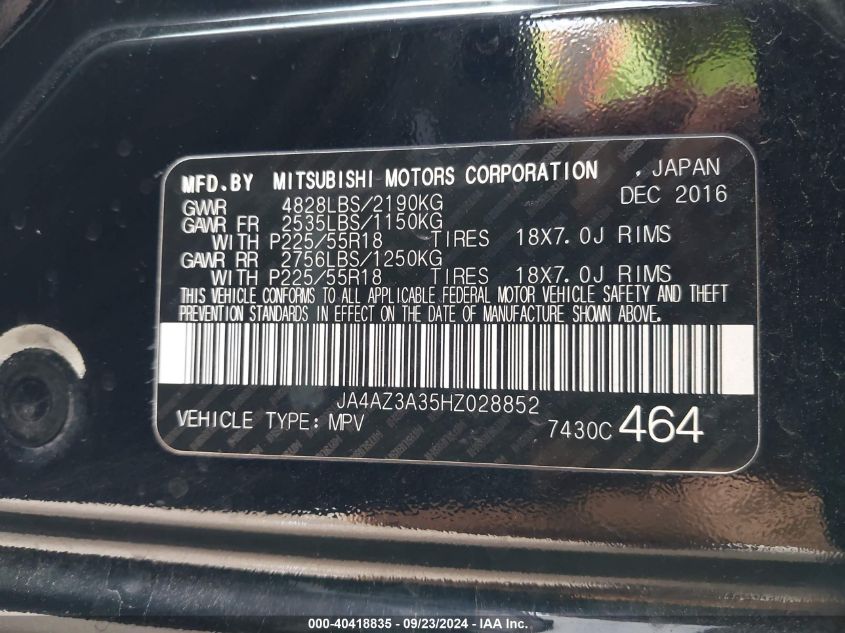 MFD.BY MITSUBISHI MOTORS CORPORATION , JAPAN
GWR 4828LBS/2190KG DEC 2016
GAWR FR 2535LBS/1150KG
WITH P225/55R18 TIRES 18X7.0J RIMS
GAWR RR 2756LBS/1250KG
WITH P225/55R18 TIRES 18X7.0J RIMS
THIS VEHICLE CONFORMS TO ALL APPLICABLE FEDERAL MOTOR VEHICLE SAFETY AND THEFT
PREVENTION STANDARDS IN EFFECT ON THE DATE OF MANUFACTURE SHOWN ABOVE.
JA4AZ3A35HZ028852
VEHICLE TYPE: MPV 7430C 464
000-40418835 - 09/23/2024 - IAA